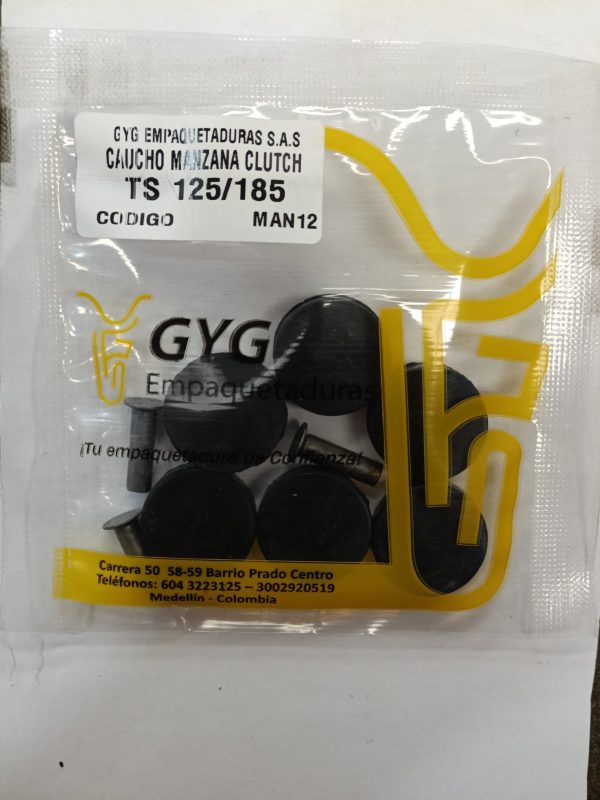 GYG EMPAQUETADURAS S.A.S
CAUCHO MANZANA CLUTCH
TS 125/185
CODIGO MAN12
GYG
Empaquetaduras
¡Tu empaquetadura de Confianza!
Carrera 50 58-59 Barrio Prado Centro
Teléfonos: 604 3223125 – 3002920519
Medellín - Colombia